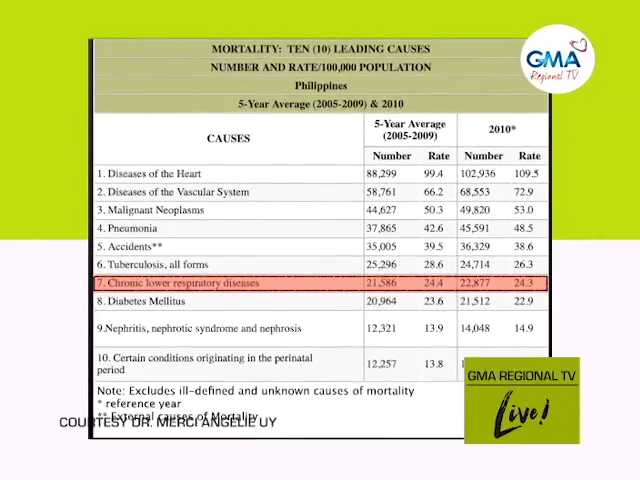 MORTALITY: TEN (10) LEADING CAUSES
NUMBER AND RATE/100,000 POPULATION
Philippines
5-Year Average (2005-2009) & 2010
GMA
Regional TV
CAUSES
5-Year Average (2005-2009)
2010*
Number Rate Number Rate
1. Diseases of the Heart 88,299 99.4 102,936 109.5
2. Diseases of the Vascular System 58,761 66.2 68,553 72.9
3. Malignant Neoplasms 44,627 50.3 49,820 53.0
4. Pneumonia 37,865 42.6 45,591 48.5
5. Accidents** 35,005 39.5 36,329 38.6
6. Tuberculosis, all forms 25,296 28.6 24,714 26.3
7. Chronic lower respiratory diseases 21,586 24.4 22,877 24.3
8. Diabetes Mellitus 20,964 23.6 21,512 22.9
9.Nephritis, nephrotic syndrome and nephrosis 12,321 13.9 14,048 14.9
10. Certain conditions originating in the perinatal period 12,257 13.8
Note: Excludes ill-defined and unknown causes of mortality
* reference year
** External causes of Mortality
COURTESY DR. MERCI ANGELIE UY
GMA REGIONAL TV
Live!